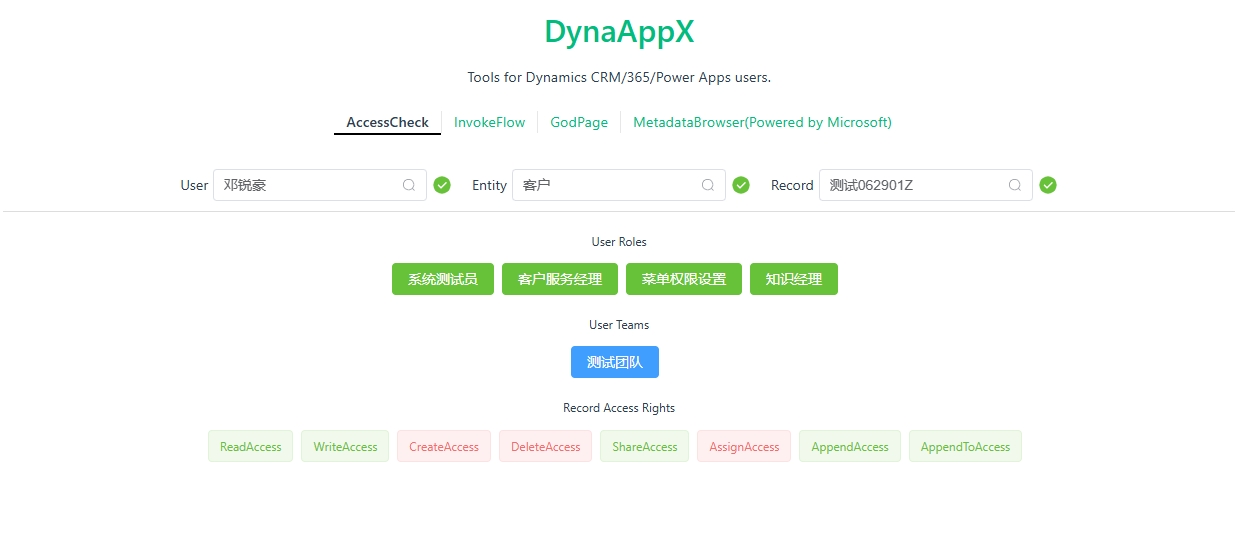 DynaAppX
Tools for Dynamics CRM/365/Power Apps users.
AccessCheck InvokeFlow GodPage MetadataBrowser(Powered by Microsoft)
User 邓锐豪 Entity 客户 Record 测试062901Z
User Roles
系统测试员 客户服务经理 菜单权限设置 知识经理
User Teams
测试团队
Record Access Rights
ReadAccess WriteAccess CreateAccess DeleteAccess ShareAccess AssignAccess AppendAccess AppendToAccess